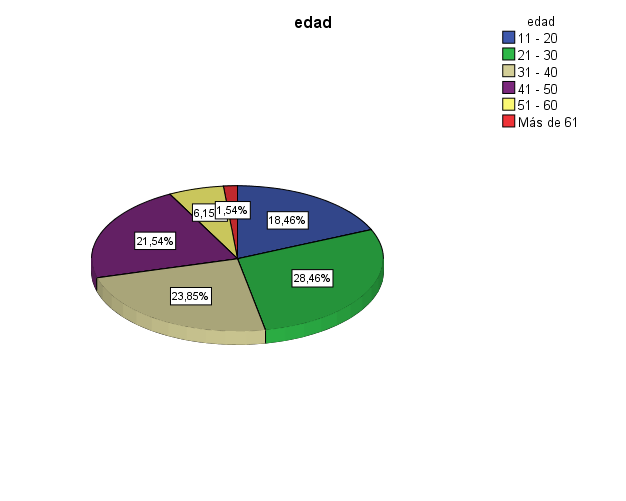 edad
edad
11 - 20
21 - 30
31 - 40
41 - 50
51 - 60
Más de 61
18,46%
28,46%
23,85%
21,54%
6,15
1,54%